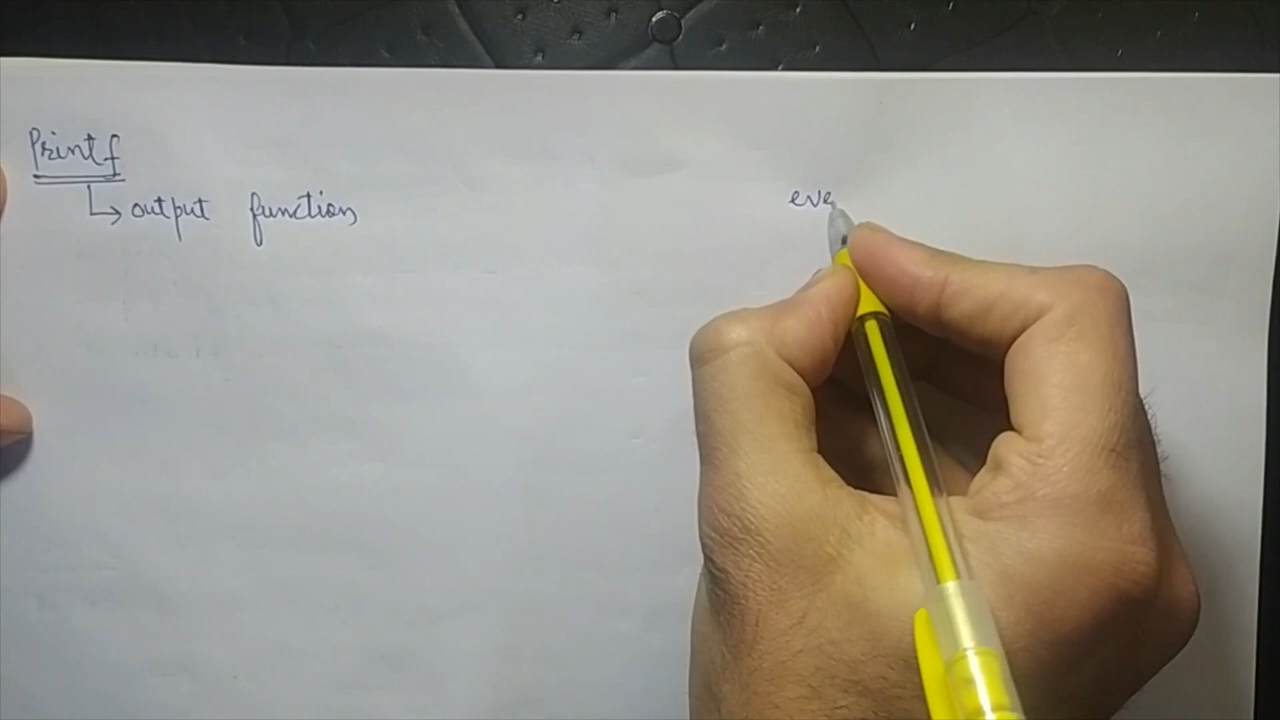 Printf
↳ output function
eve